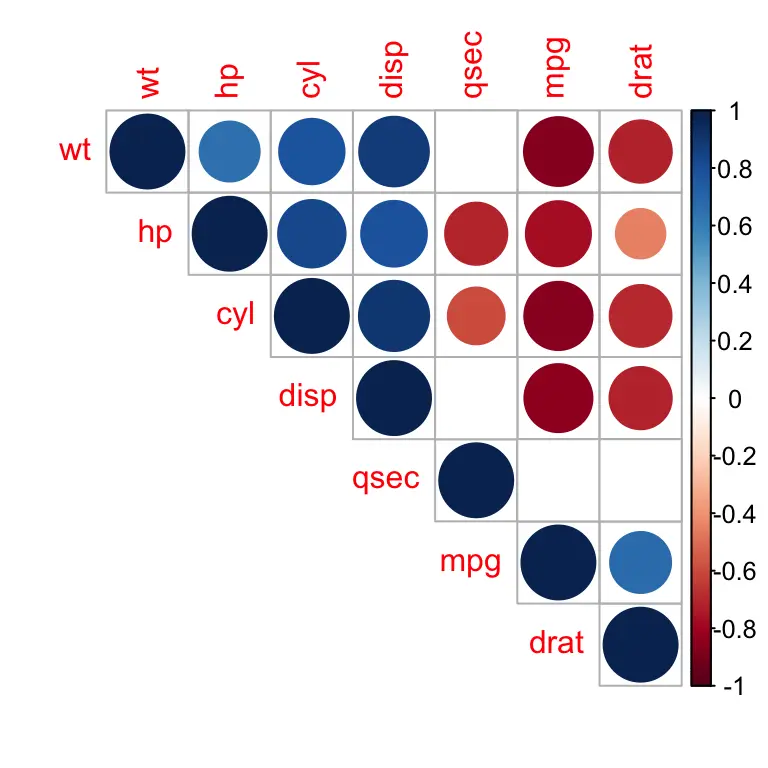 wt hp cyl disp qsec mpg drat
wt
hp
cyl
disp
qsec
mpg
drat
1
0.8
0.6
0.4
0.2
0
-0.2
-0.4
-0.6
-0.8
-1